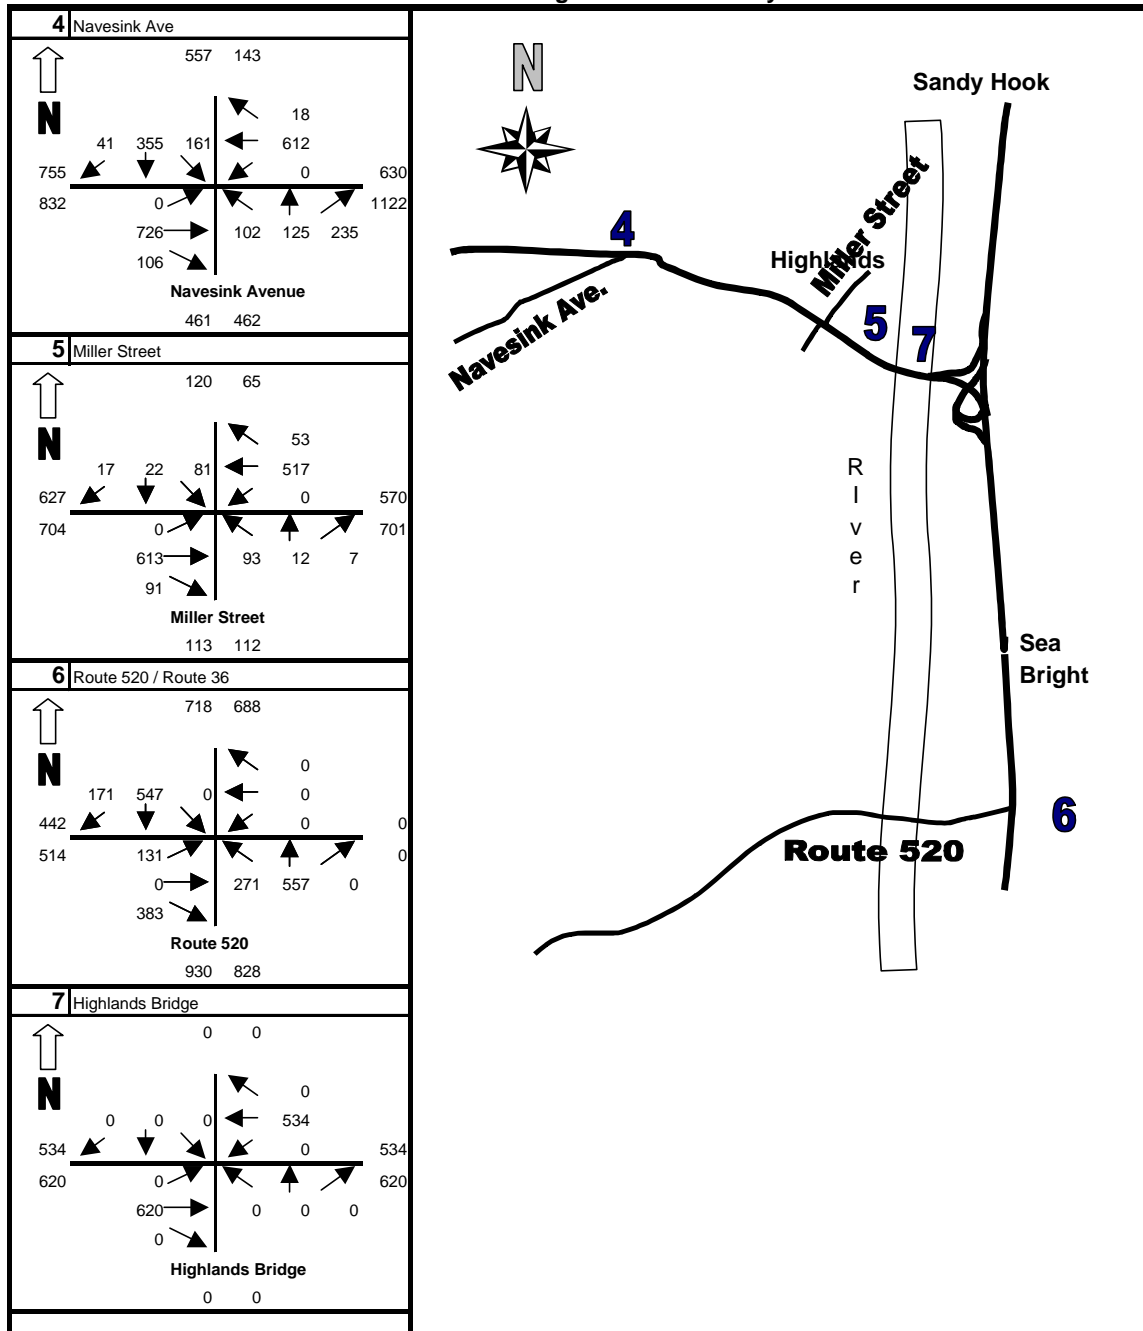 4 Navesink Ave
557 143
N
18
41 355 161 612
755 0 630
832 0 1122
726 102 125 235
106
Navesink Avenue
461 462
5 Miller Street
120 65
N
53
17 22 81 517
627 0 570
704 0 701
613 93 12 7
91
Miller Street
113 112
6 Route 520 / Route 36
718 688
N
0
171 547 0 0
442 0 0
514 131 0
0 271 557 0
383
Route 520
930 828
7 Highlands Bridge
0 0
N
0
0 0 0 534
534 0 534
620 0 620
620 0 0 0
0
Highlands Bridge
0 0
N
Sandy Hook
4
Miller Street
Highlands
Navesink Ave.
5
7
RIver
Sea
Bright
6
Route 520